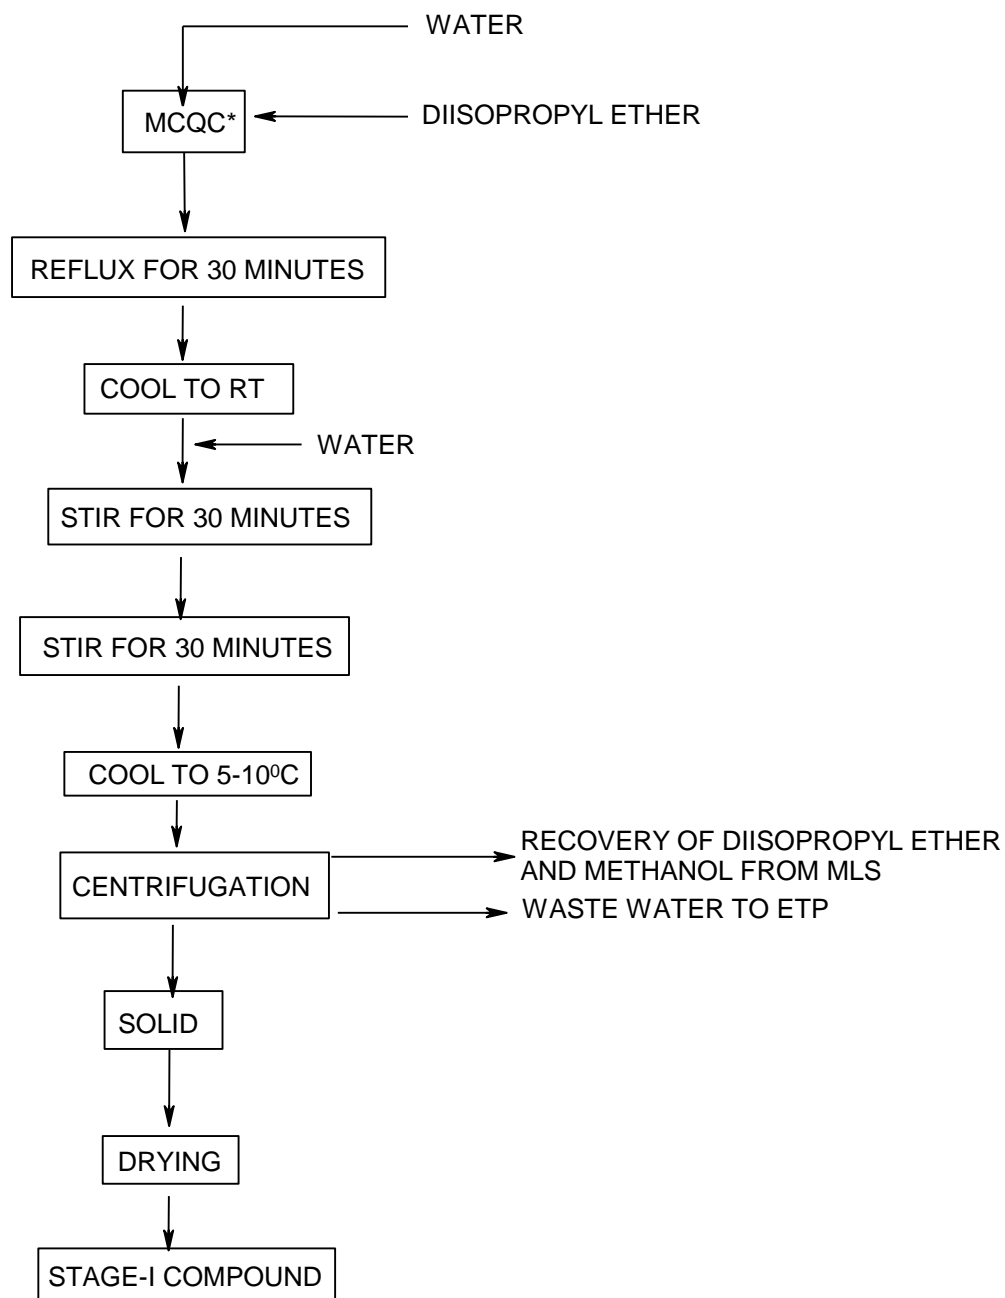 WATER
MCQC*
DIISOPROPYL ETHER
REFLUX FOR 30 MINUTES
COOL TO RT
WATER
STIR FOR 30 MINUTES
STIR FOR 30 MINUTES
COOL TO 5-10⁰C
CENTRIFUGATION
RECOVERY OF DIISOPROPYL ETHER
AND METHANOL FROM MLS
WASTE WATER TO ETP
SOLID
DRYING
STAGE-I COMPOUND